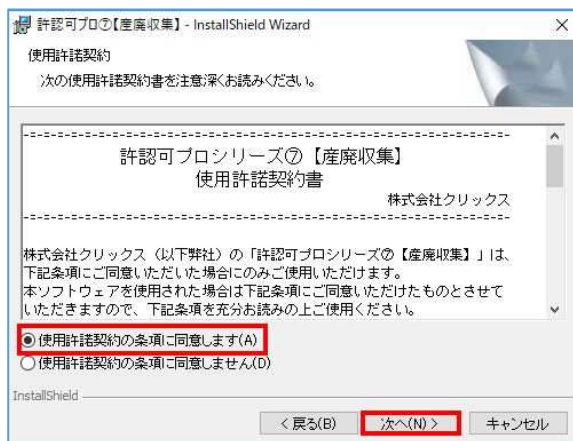 許認可プロ⑦【産廃収集】 - InstallShield Wizard
使用許諾契約
次の使用許諾契約書を注意深くお読みください。
-=-=-=-=-=-=-=-=-=-=-=-=-=-=-=-=-=-=-=-=-=-=-=-=-=-=-=-=-
許認可プロシリーズ⑦【産廃収集】
使用許諾契約書
株式会社クリックス
-=-=-=-=-=-=-=-=-=-=-=-=-=-=-=-=-=-=-=-=-=-=-=-=-=-=-=-=-
株式会社クリックス（以下弊社）の「許認可プロシリーズ⑦【産廃収集】」は、
下記条項にご同意いただいた場合にのみご使用いただけます。
本ソフトウェアを使用された場合は下記条項にご同意いただけたものとさせて
いただきますので、下記条項を充分お読みの上ご使用ください。
使用許諾契約の条項に同意します(A)
使用許諾契約の条項に同意しません(D)
InstallShield
< 戻る(B)
次へ(N) >
キャンセル